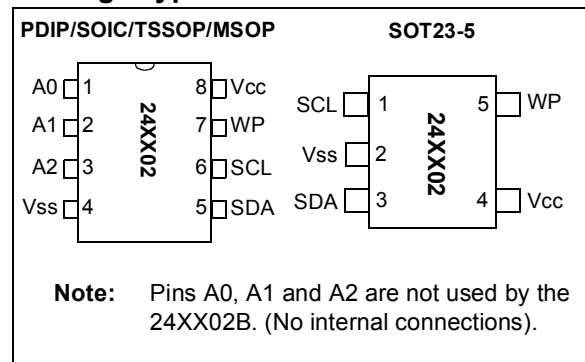 PDIP/SOIC/TSSOP/MSOP
A0 1 8 Vcc
A1 2 7 WP
A2 3 6 SCL
Vss 4 5 SDA
24XX02
SOT23-5
SCL 1 5 WP
Vss 2
SDA 3 4 Vcc
24XX02
Note: Pins A0, A1 and A2 are not used by the
24XX02B. (No internal connections).